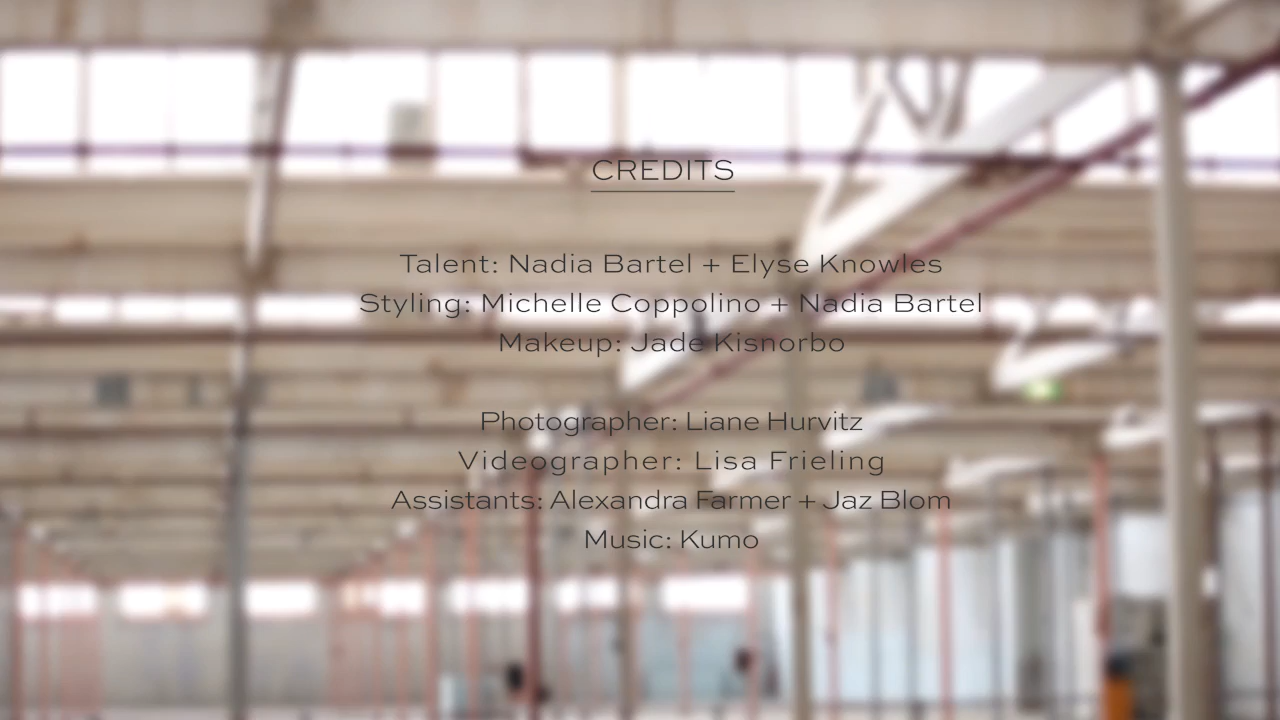 CREDITS
Talent: Nadia Bartel + Elyse Knowles
Styling: Michelle Coppolino + Nadia Bartel
Makeup: Jade Kisnorbo
Photographer: Liane Hurvitz
Videographer: Lisa Frieling
Assistants: Alexandra Farmer + Jaz Blom
Music: Kumo